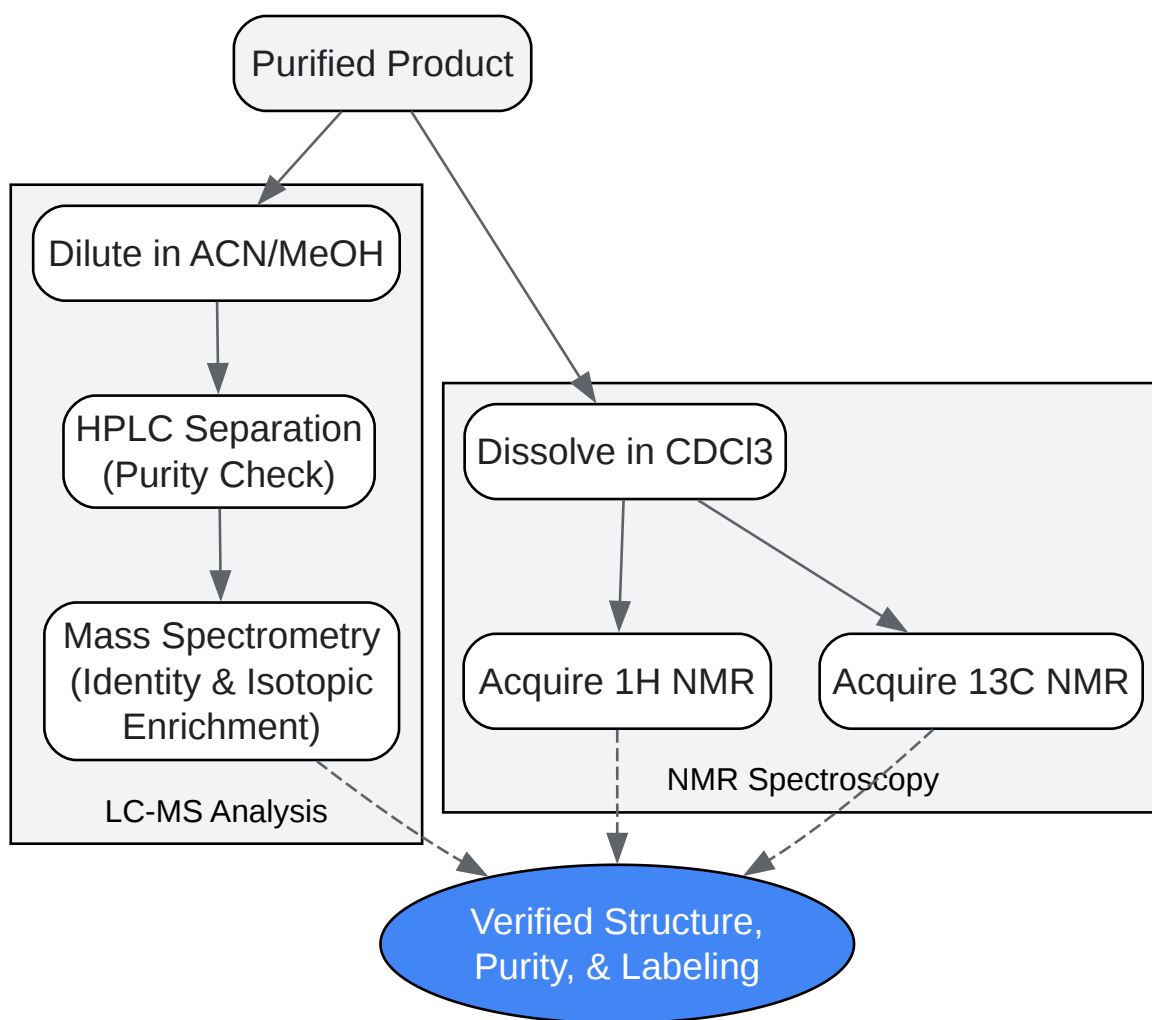 Purified Product
Dilute in ACN/MeOH
HPLC Separation
(Purity Check)
Mass Spectrometry
(Identity & Isotopic
Enrichment)
LC-MS Analysis
Dissolve in CDCl3
Acquire 1H NMR
Acquire 13C NMR
NMR Spectroscopy
Verified Structure,
Purity, & Labeling